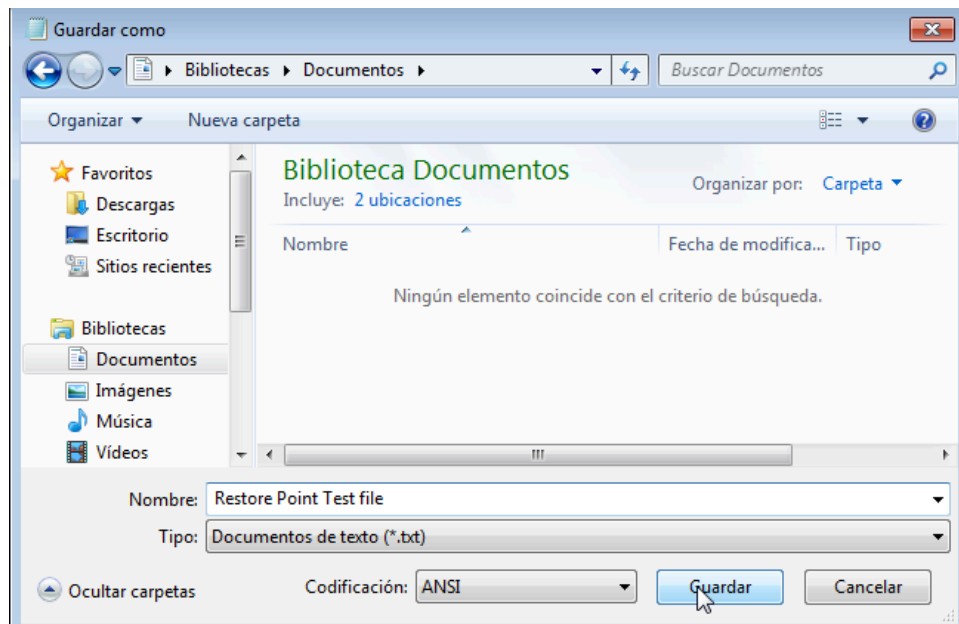 Guardar como
Bibliotecas Documentos Buscar Documentos
Organizar Nueva carpeta
Favoritos
Descargas
Escritorio
Sitios recientes
Bibliotecas
Documentos
Imágenes
Música
Vídeos
Biblioteca Documentos
Incluye: 2 ubicaciones
Organizar por: Carpeta
Nombre Fecha de modifica... Tipo
Ningún elemento coincide con el criterio de búsqueda.
Nombre: Restore Point Test file
Tipo: Documentos de texto (*.txt)
Ocultar carpetas Codificación: ANSI Guardar Cancelar